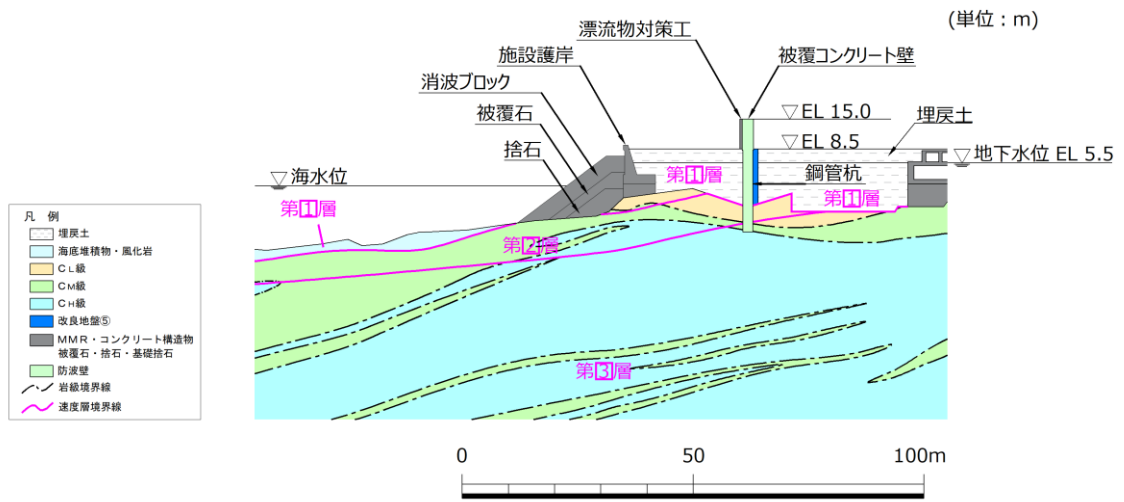 (単位:m)
漂流物対策工
施設護岸
被覆コンクリート壁
消波ブロック
被覆石
捨石
EL 15.0
EL 8.5
埋戻土
地下水位 EL 5.5
海水位
鋼管杭
第1層
第1層
第1層
第2層
第3層
凡 例
埋戻土
海底堆積物・風化岩
CL級
CM級
CH級
改良地盤⑤
MMR・コンクリート構造物
被覆石・捨石・基礎捨石
防波壁
岩級境界線
速度層境界線
0 50 100m